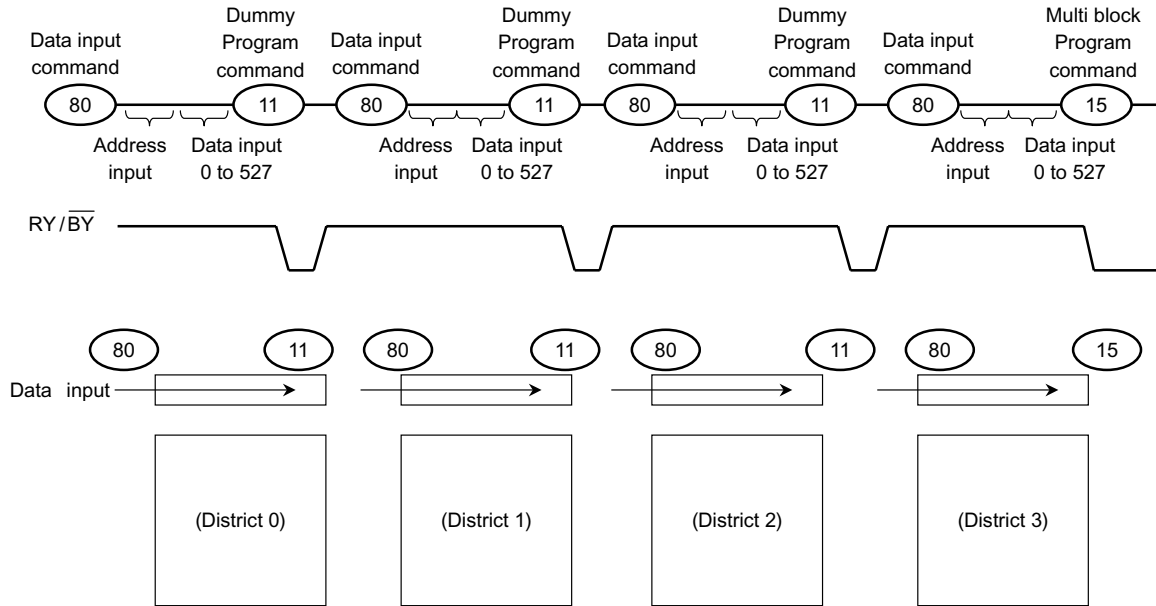 Dummy
Program
command
Dummy
Program
command
Dummy
Program
command
Multi block
Program
command
Data input
command
Data input
command
Data input
command
Data input
command
80 11 80 11 80 11 80 15
Address
input
Data input
0 to 527
Address
input
Data input
0 to 527
Address
input
Data input
0 to 527
Address
input
Data input
0 to 527
RY/B̅Y̅
80 11 80 11 80 11 80 15
Data input
(District 0) (District 1) (District 2) (District 3)